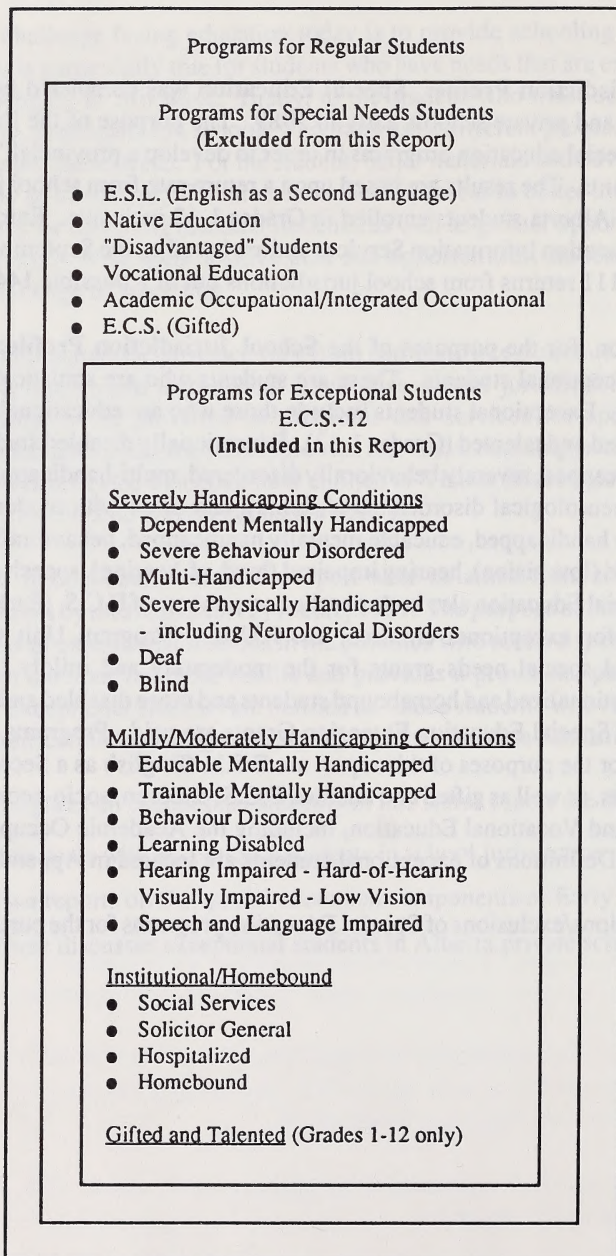 Programs for Regular Students
Programs for Special Needs Students
(Excluded from this Report)
● E.S.L. (English as a Second Language)
● Native Education
● "Disadvantaged" Students
● Vocational Education
● Academic Occupational/Integrated Occupational
● E.C.S. (Gifted)
Programs for Exceptional Students
E.C.S.-12
(Included in this Report)
Severely Handicapping Conditions
● Dependent Mentally Handicapped
● Severe Behaviour Disordered
● Multi-Handicapped
● Severe Physically Handicapped
including Neurological Disorders
● Deaf
● Blind
Mildly/Moderately Handicapping Conditions
● Educable Mentally Handicapped
● Trainable Mentally Handicapped
● Behaviour Disordered
Learning Disabled
● Hearing Impaired - Hard-of-Hearing
● Visually Impaired - Low Vision
● Speech and Language Impaired
Institutional/Homebound
● Social Services
● Solicitor General
● Hospitalized
● Homebound
Gifted and Talented (Grades 1-12 only)